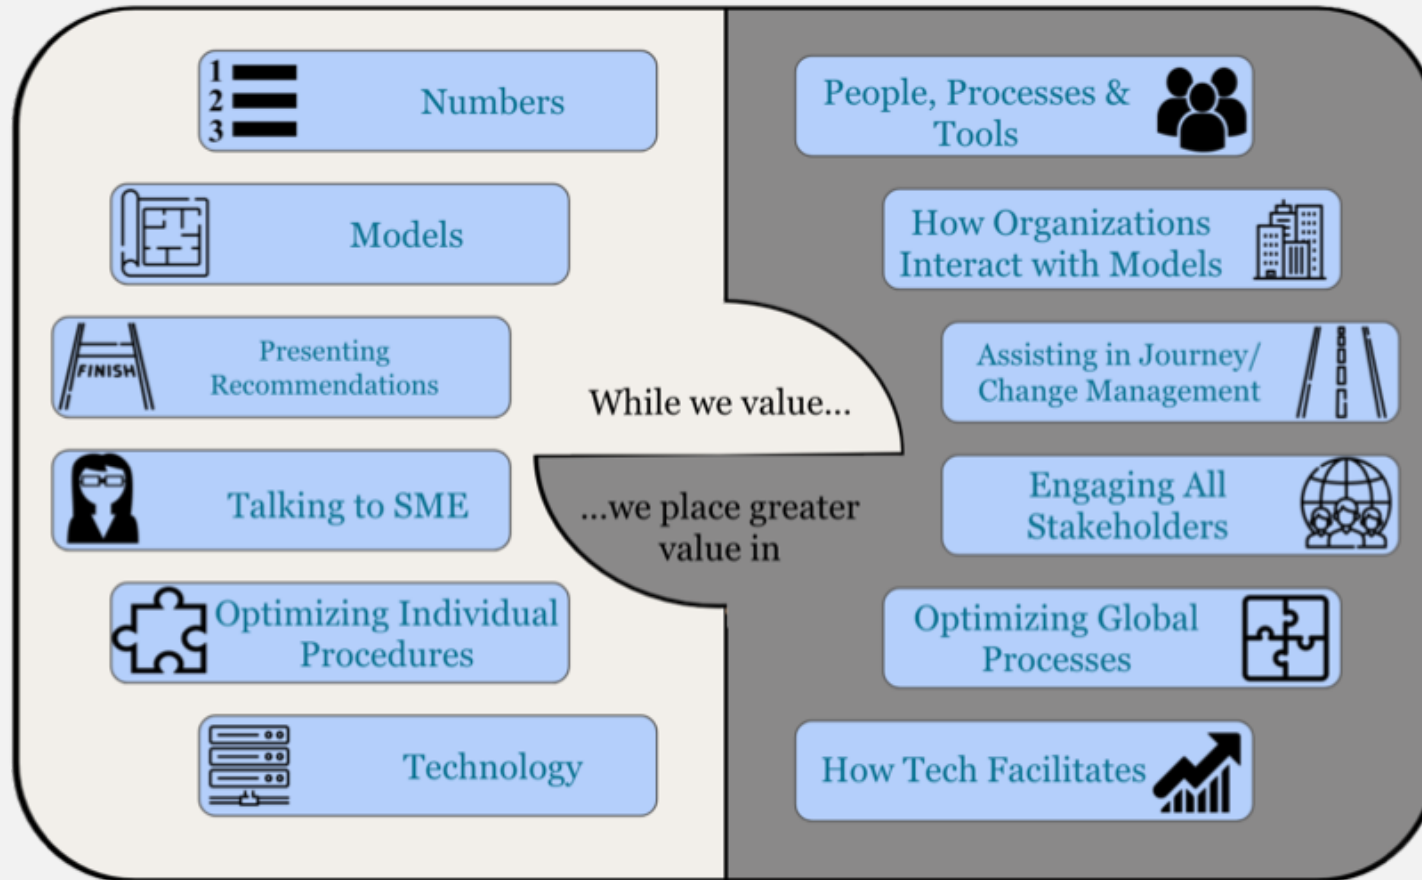 1
2
3
Numbers
Models
FINISH
Presenting
Recommendations
Talking to SME
Optimizing Individual
Procedures
Technology
While we value...
...we place greater
value in
People, Processes &
Tools
How Organizations
Interact with Models
Assisting in Journey/
Change Management
Engaging All
Stakeholders
Optimizing Global
Processes
How Tech Facilitates